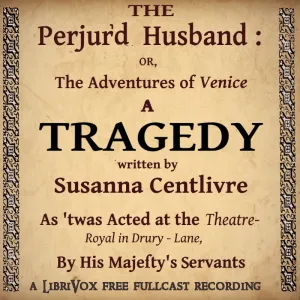 THE
Perjur'd Husband :
OR,
The Adventures of Venice
A
TRAGEDY
written by
Susanna Centlivre
As 'twas Acted at the Theatre-
Royal in Drury - Lane,
By His Majeſty's Servants
A LIBRIVOX FREE FULLCAST RECORDING